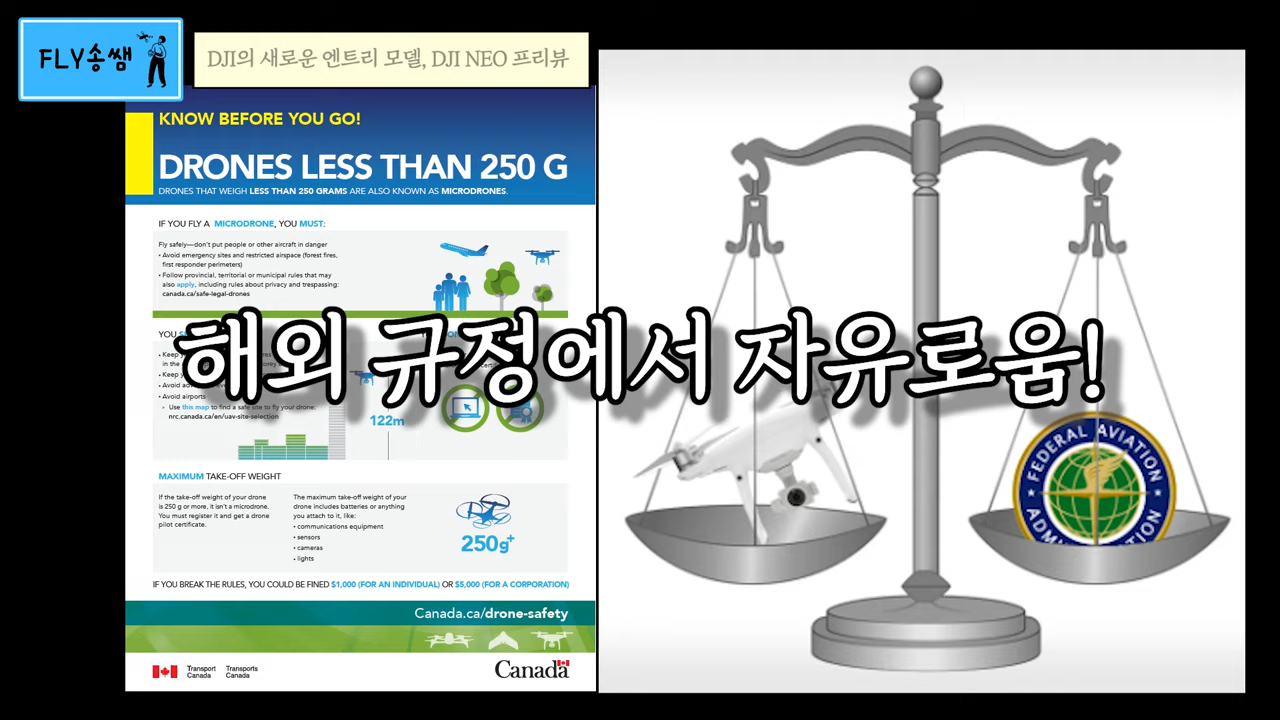 FLY송쌤
DJI의 새로운 엔트리 모델, DJI NEO 프리뷰
KNOW BEFORE YOU GO!
DRONES LESS THAN 250 G
DRONES THAT WEIGH LESS THAN 250 GRAMS ARE ALSO KNOWN AS MICRODRONES.
IF YOU FLY A MICRODRONE, YOU MUST:
Fly safely—don't put people or other aircraft in danger
• Avoid emergency sites and restricted airspace (forest fires,
first responder perimeters)
• Follow provincial, territorial or municipal rules that may
also apply, including rules about privacy and trespassing:
canada.ca/safe-legal-drones
해외 규정에서 자유로움!
YOU
• Keep
in the
• Keep
• Avoid
• Avoid airports
▸ Use this map to find a safe site to fly your drone:
nrc.canada.ca/en/uav-site-selection
122m
MAXIMUM TAKE-OFF WEIGHT
If the take-off weight of your drone
is 250 g or more, it isn't a microdrone.
You must register it and get a drone
pilot certificate.
The maximum take-off weight of your
drone includes batteries or anything
you attach to it, like:
• communications equipment
• sensors
• cameras
• lights
250g+
IF YOU BREAK THE RULES, YOU COULD BE FINED $1,000 (FOR AN INDIVIDUAL) OR $5,000 (FOR A CORPORATION)
Canada.ca/drone-safety
Transport Canada
Transports Canada
Canada
FEDERAL AVIATION